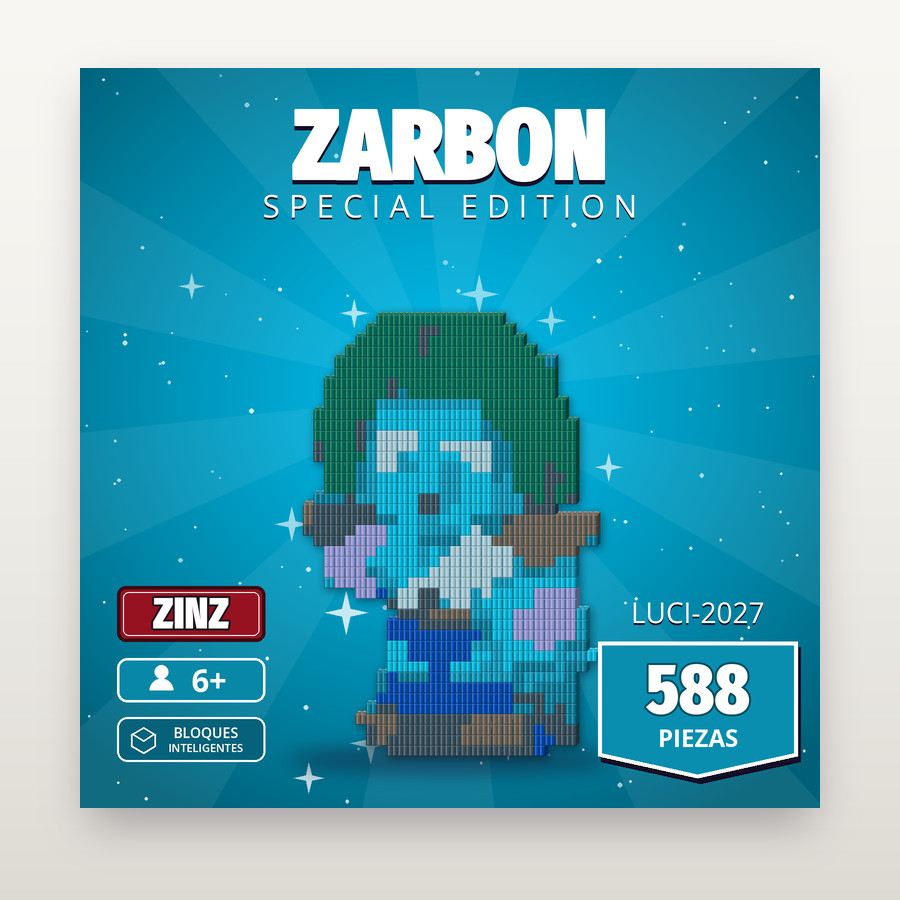 ZARBON
SPECIAL EDITION
ZINZ
6+
BLOQUES
INTELIGENTES
LUCI-2027
588
PIEZAS